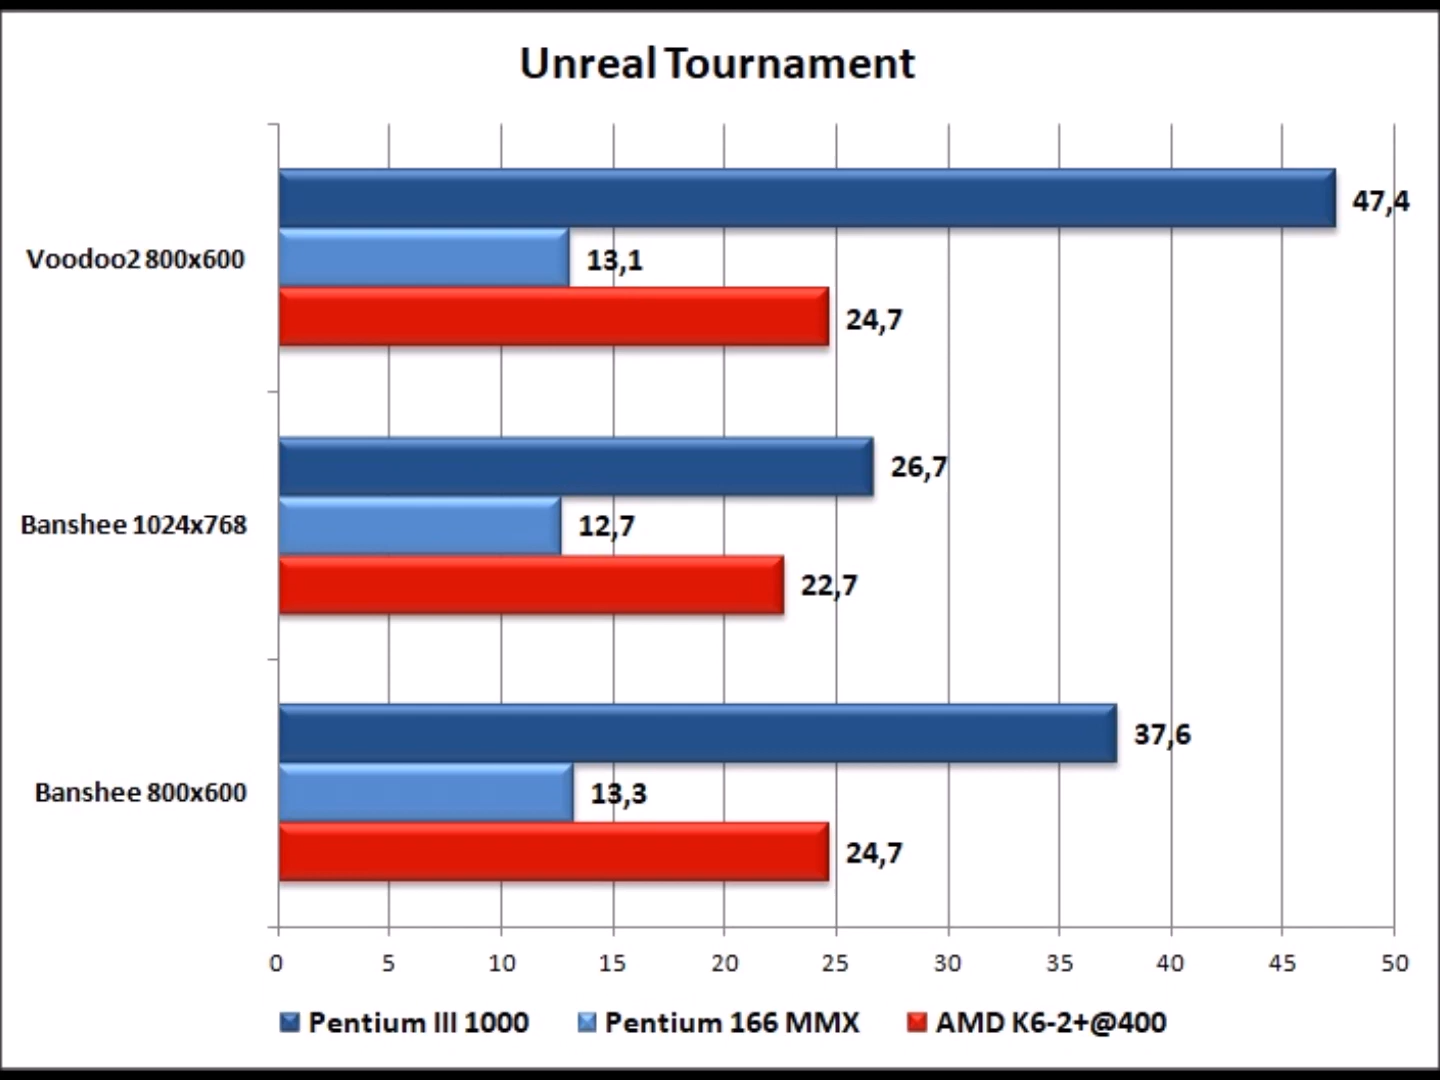 Unreal Tournament
47,4
Voodoo2 800x600
13,1
24,7
26,7
Banshee 1024x768
12,7
22,7
37,6
Banshee 800x600
13,3
24,7
0 5 10 15 20 25 30 35 40 45 50
Pentium III 1000 Pentium 166 MMX AMD K6-2+@400